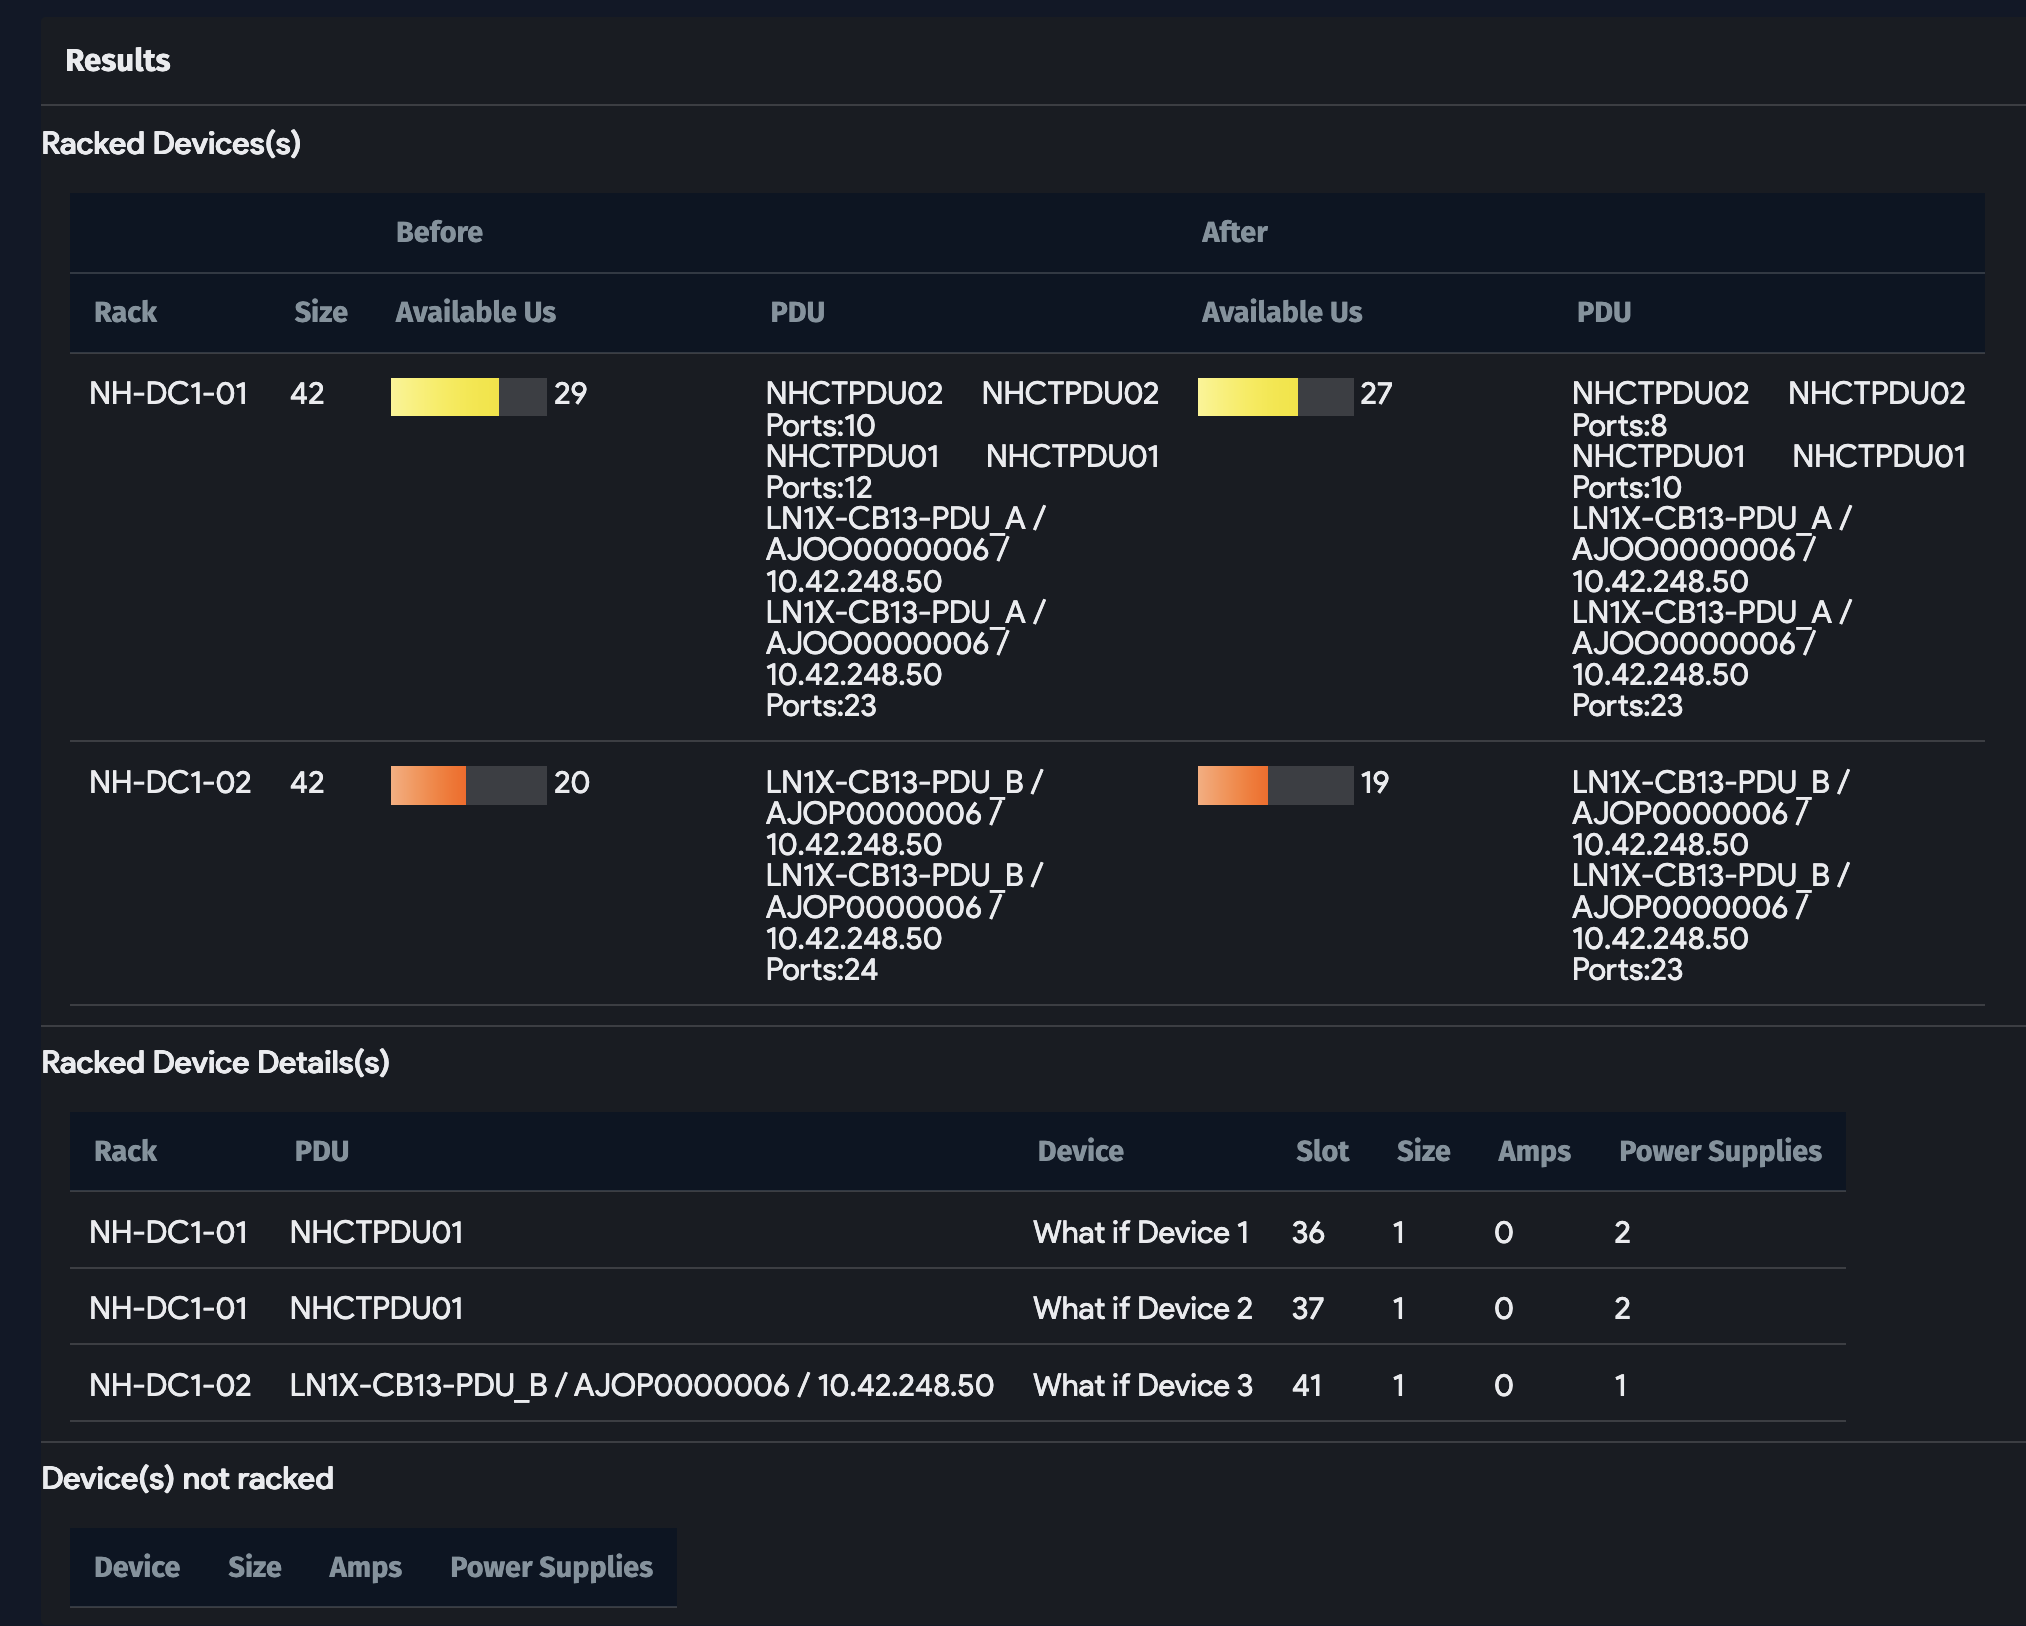 Results
Racked Devices(s)
Before After
Rack Size Available Us PDU Available Us PDU
NH-DC1-01 42 29 NHCTPDU02 NHCTPDU02 27 NHCTPDU02 NHCTPDU02
Ports:10 Ports:8
NHCTPDU01 NHCTPDU01 NHCTPDU01 NHCTPDU01
Ports:12 Ports:10
LN1X-CB13-PDU_A / LN1X-CB13-PDU_A /
AJOO0000006 / AJOO0000006 /
10.42.248.50 10.42.248.50
LN1X-CB13-PDU_A / LN1X-CB13-PDU_A /
AJOO0000006 / AJOO0000006 /
10.42.248.50 10.42.248.50
Ports:23 Ports:23
NH-DC1-02 42 20 LN1X-CB13-PDU_B / 19 LN1X-CB13-PDU_B /
AJOP0000006 / AJOP0000006 /
10.42.248.50 10.42.248.50
LN1X-CB13-PDU_B / LN1X-CB13-PDU_B /
AJOP0000006 / AJOP0000006 /
10.42.248.50 10.42.248.50
Ports:24 Ports:23
Racked Device Details(s)
Rack PDU Device Slot Size Amps Power Supplies
NH-DC1-01 NHCTPDU01 What if Device 1 36 1 0 2
NH-DC1-01 NHCTPDU01 What if Device 2 37 1 0 2
NH-DC1-02 LN1X-CB13-PDU_B / AJOP0000006 / 10.42.248.50 What if Device 3 41 1 0 1
Device(s) not racked
Device Size Amps Power Supplies